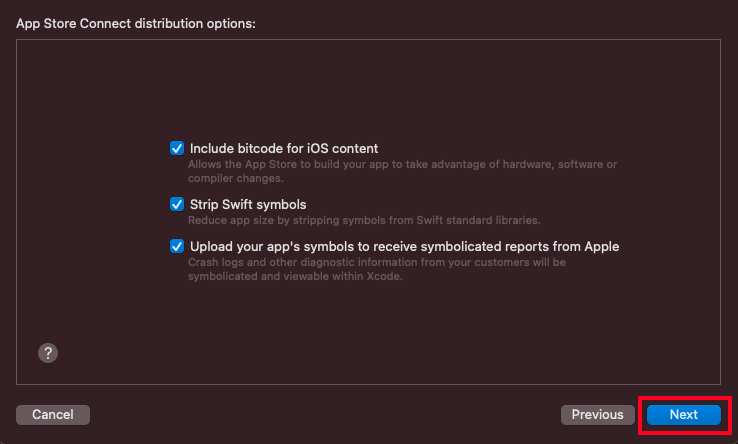 App Store Connect distribution options:
Include bitcode for iOS content
Allows the App Store to build your app to take advantage of hardware, software or
compiler changes.
Strip Swift symbols
Reduce app size by stripping symbols from Swift standard libraries.
Upload your app's symbols to receive symbolicated reports from Apple
Crash logs and other diagnostic information from your customers will be
symbolicated and viewable within Xcode.
?
Cancel
Previous
Next